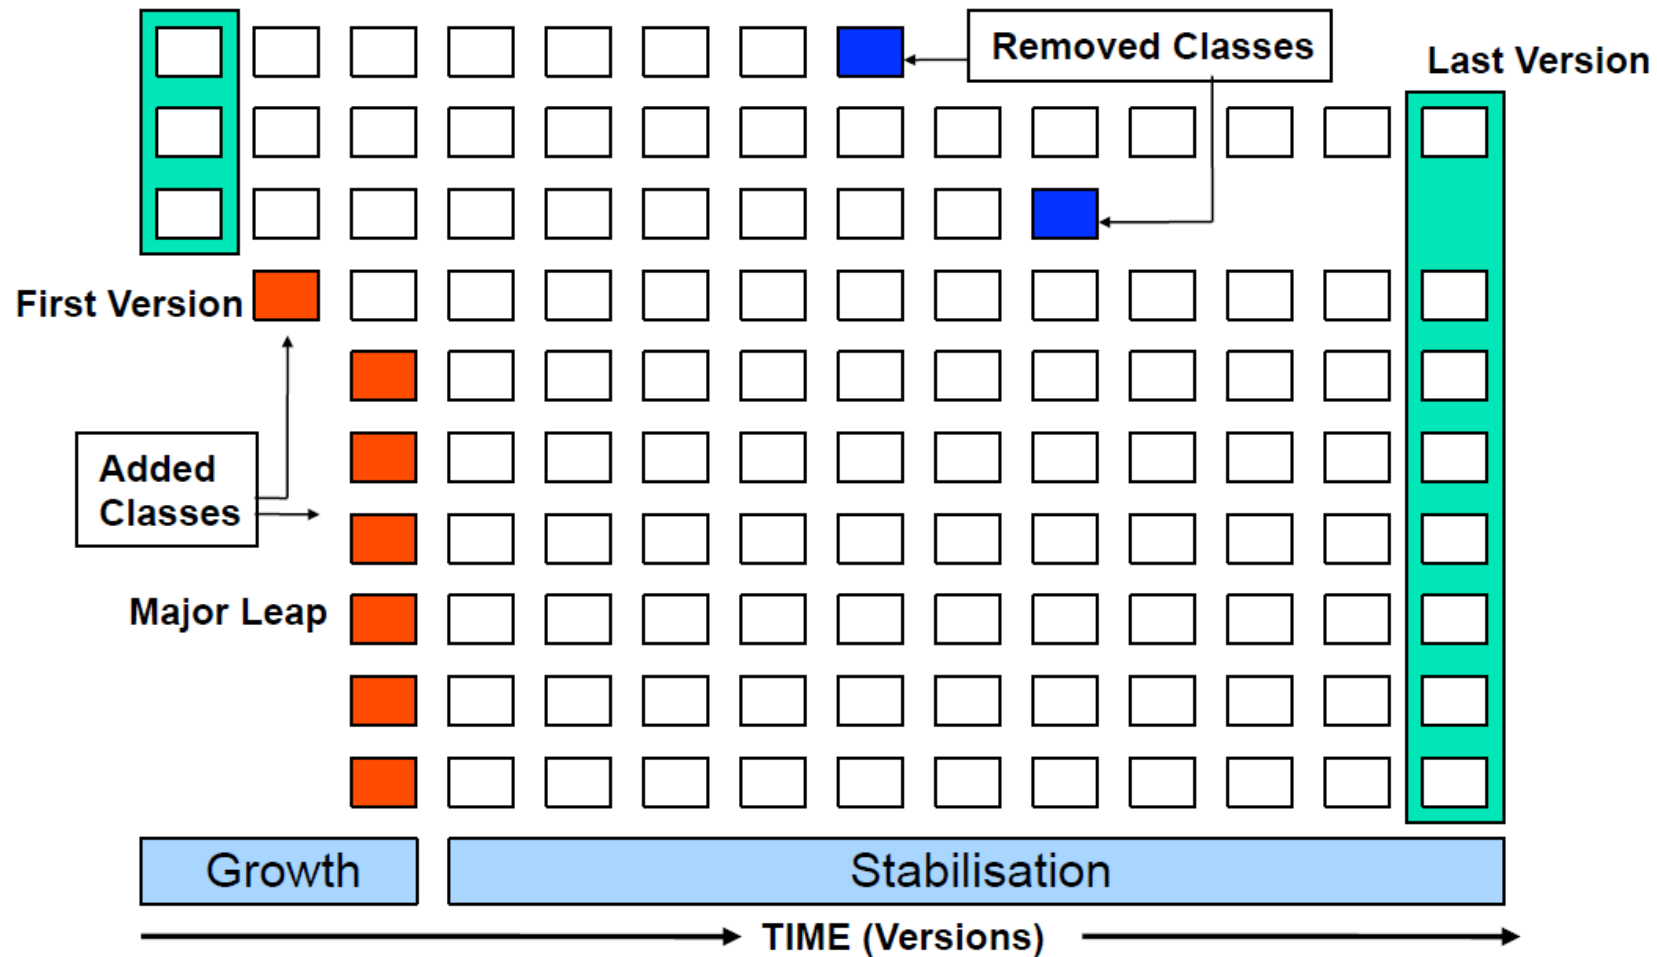 Removed Classes
Last Version
First Version
Added
Classes
Major Leap
Growth
Stabilisation
TIME (Versions)